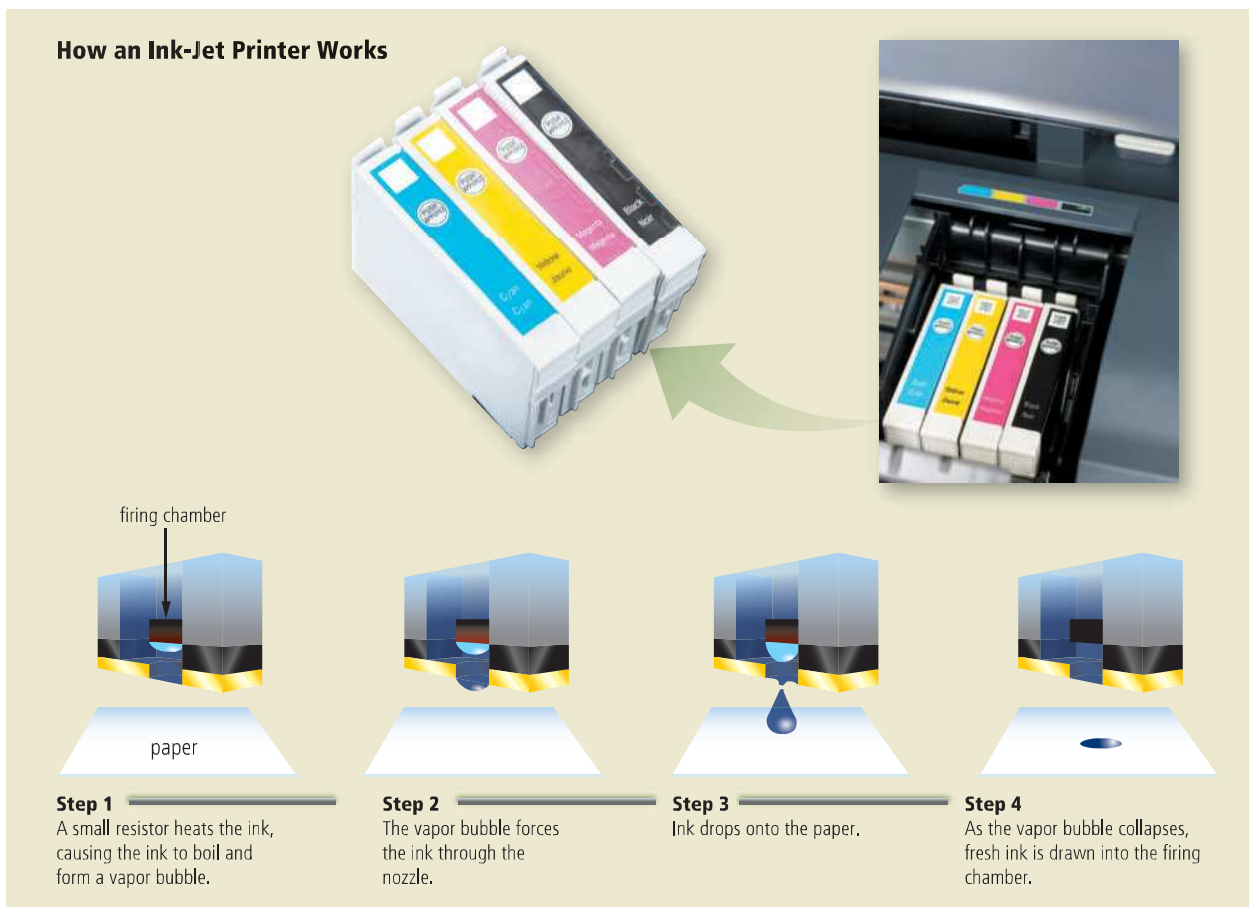 How an Ink-Jet Printer Works
Cyan
Cyan
Yellow
Jaune
Magenta
Magenta
Black
Noir
firing chamber
paper
Step 1
A small resistor heats the ink,
causing the ink to boil and
form a vapor bubble.
Step 2
The vapor bubble forces
the ink through the
nozzle.
Step 3
Ink drops onto the paper.
Step 4
As the vapor bubble collapses,
fresh ink is drawn into the firing
chamber.